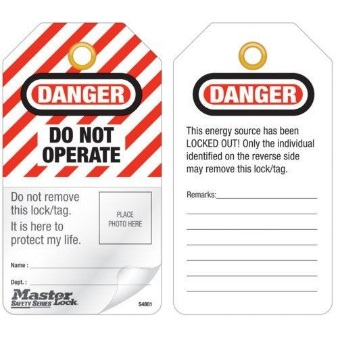 DANGER
DO NOT
OPERATE
Do not remove
this lock/tag.
It is here to
protect my life.
PLACE
PHOTO HERE
Name :
Dept. :
Master Lock
SAFETY SERIES
S4801
DANGER
This energy source has been
LOCKED OUT! Only the individual
identified on the reverse side
may remove this lock/tag.
Remarks: